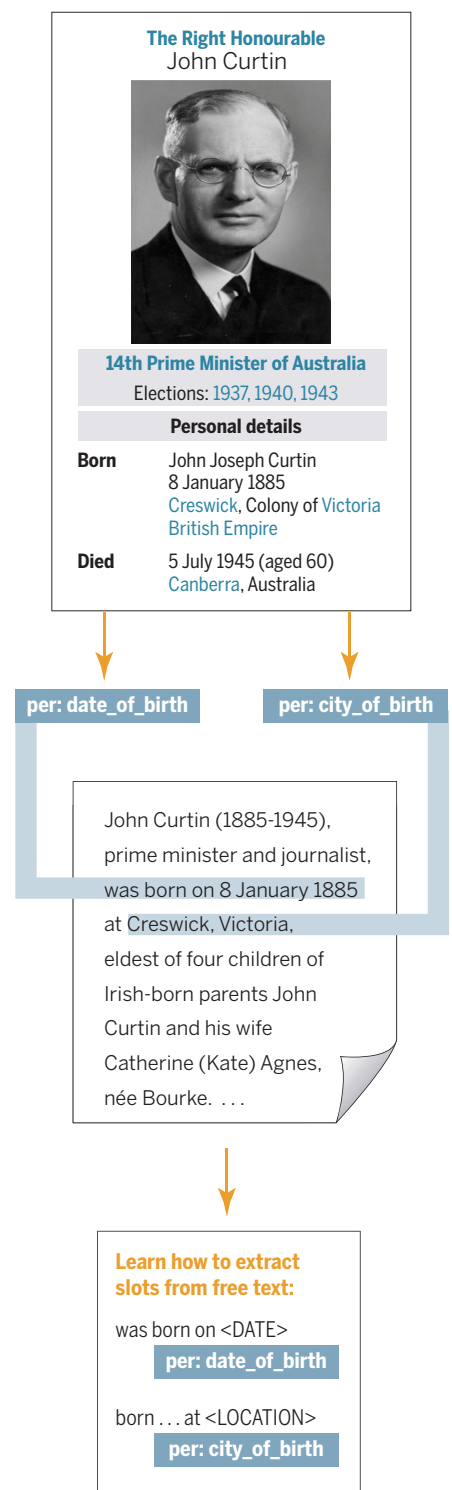 The Right Honourable
John Curtin
14th Prime Minister of Australia
Elections: 1937, 1940, 1943
Personal details
Born John Joseph Curtin
8 January 1885
Creswick, Colony of Victoria
British Empire
Died 5 July 1945 (aged 60)
Canberra, Australia
per: date_of_birth
per: city_of_birth
John Curtin (1885-1945),
prime minister and journalist,
was born on 8 January 1885
at Creswick, Victoria,
eldest of four children of
Irish-born parents John
Curtin and his wife
Catherine (Kate) Agnes,
née Bourke. . . .
Learn how to extract
slots from free text:
was born on <DATE>
per: date_of_birth
born . . . at <LOCATION>
per: city_of_birth